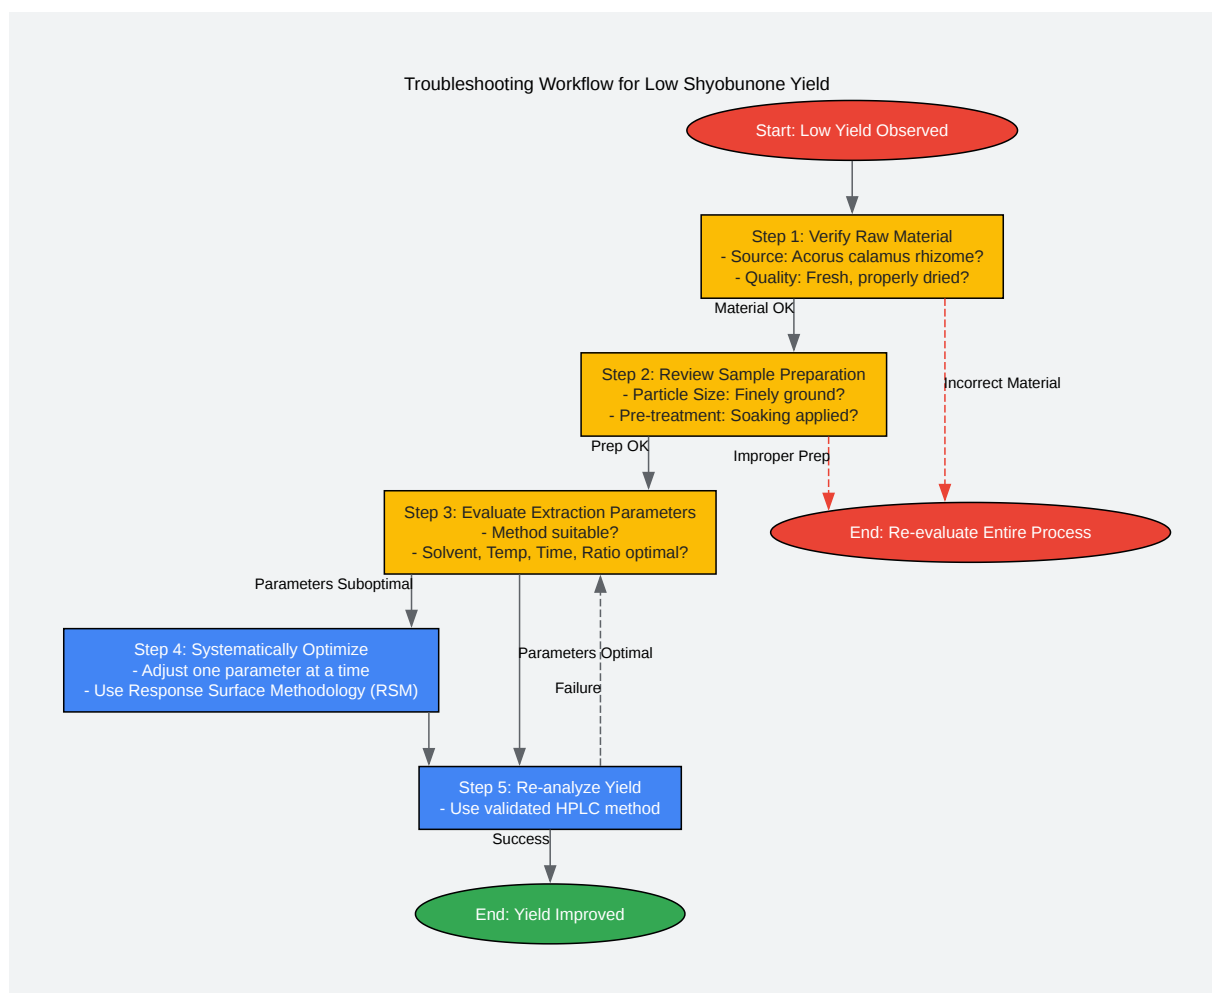 Troubleshooting Workflow for Low Shyobunone Yield
Start: Low Yield Observed
Step 1: Verify Raw Material
- Source: Acorus calamus rhizome?
- Quality: Fresh, properly dried?
Material OK
Step 2: Review Sample Preparation
- Particle Size: Finely ground?
- Pre-treatment: Soaking applied?
Incorrect Material
Prep OK
Improper Prep
Step 3: Evaluate Extraction Parameters
- Method suitable?
- Solvent, Temp, Time, Ratio optimal?
End: Re-evaluate Entire Process
Parameters Suboptimal
Step 4: Systematically Optimize
- Adjust one parameter at a time
- Use Response Surface Methodology (RSM)
Parameters Optimal
Failure
Step 5: Re-analyze Yield
- Use validated HPLC method
Success
End: Yield Improved